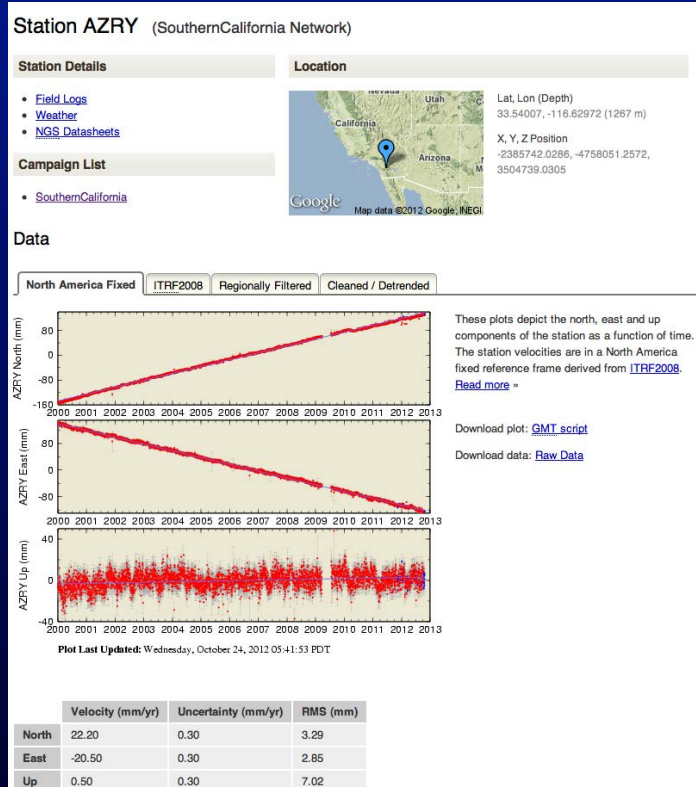 Station AZRY (SouthernCalifornia Network)
Station Details
Field Logs
Weather
NGS Datasheets
Campaign List
SouthernCalifornia
Location
Nevada
Utah
California
Arizona
Google
Map data ©2012 Google, INEGI
Lat, Lon (Depth)
33.54007, -116.62972 (1267 m)
X, Y, Z Position
-2385742.0286, -4758051.2572,
3504739.0305
Data
North America Fixed ITRF2008 Regionally Filtered Cleaned / Detrended
AZRY North (mm)
80
0
-80
-160
2000 2001 2002 2003 2004 2005 2006 2007 2008 2009 2010 2011 2012 2013
AZRY East (mm)
80
0
-80
2000 2001 2002 2003 2004 2005 2006 2007 2008 2009 2010 2011 2012 2013
AZRY Up (mm)
40
0
-40
2000 2001 2002 2003 2004 2005 2006 2007 2008 2009 2010 2011 2012 2013
Plot Last Updated: Wednesday, October 24, 2012 05:41:53 PDT
These plots depict the north, east and up
components of the station as a function of time.
The station velocities are in a North America
fixed reference frame derived from ITRF2008.
Read more »
Download plot: GMT script
Download data: Raw Data
Velocity (mm/yr) Uncertainty (mm/yr) RMS (mm)
North 22.20 0.30 3.29
East -20.50 0.30 2.85
Up 0.50 0.30 7.02